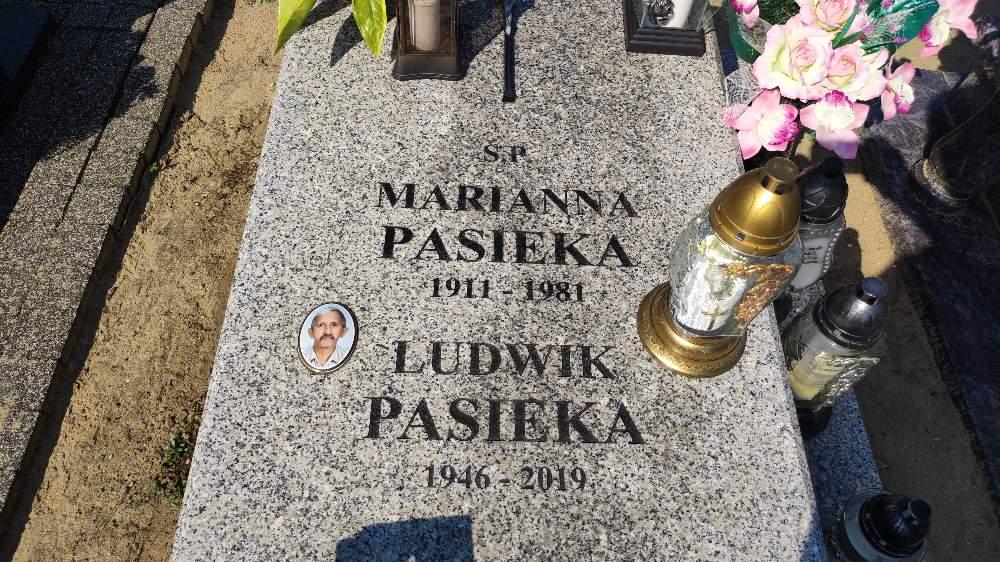 Ś.P.
MARIANNA
PASIEKA
1911 - 1981
LUDWIK
PASIEKA
1946 - 2019